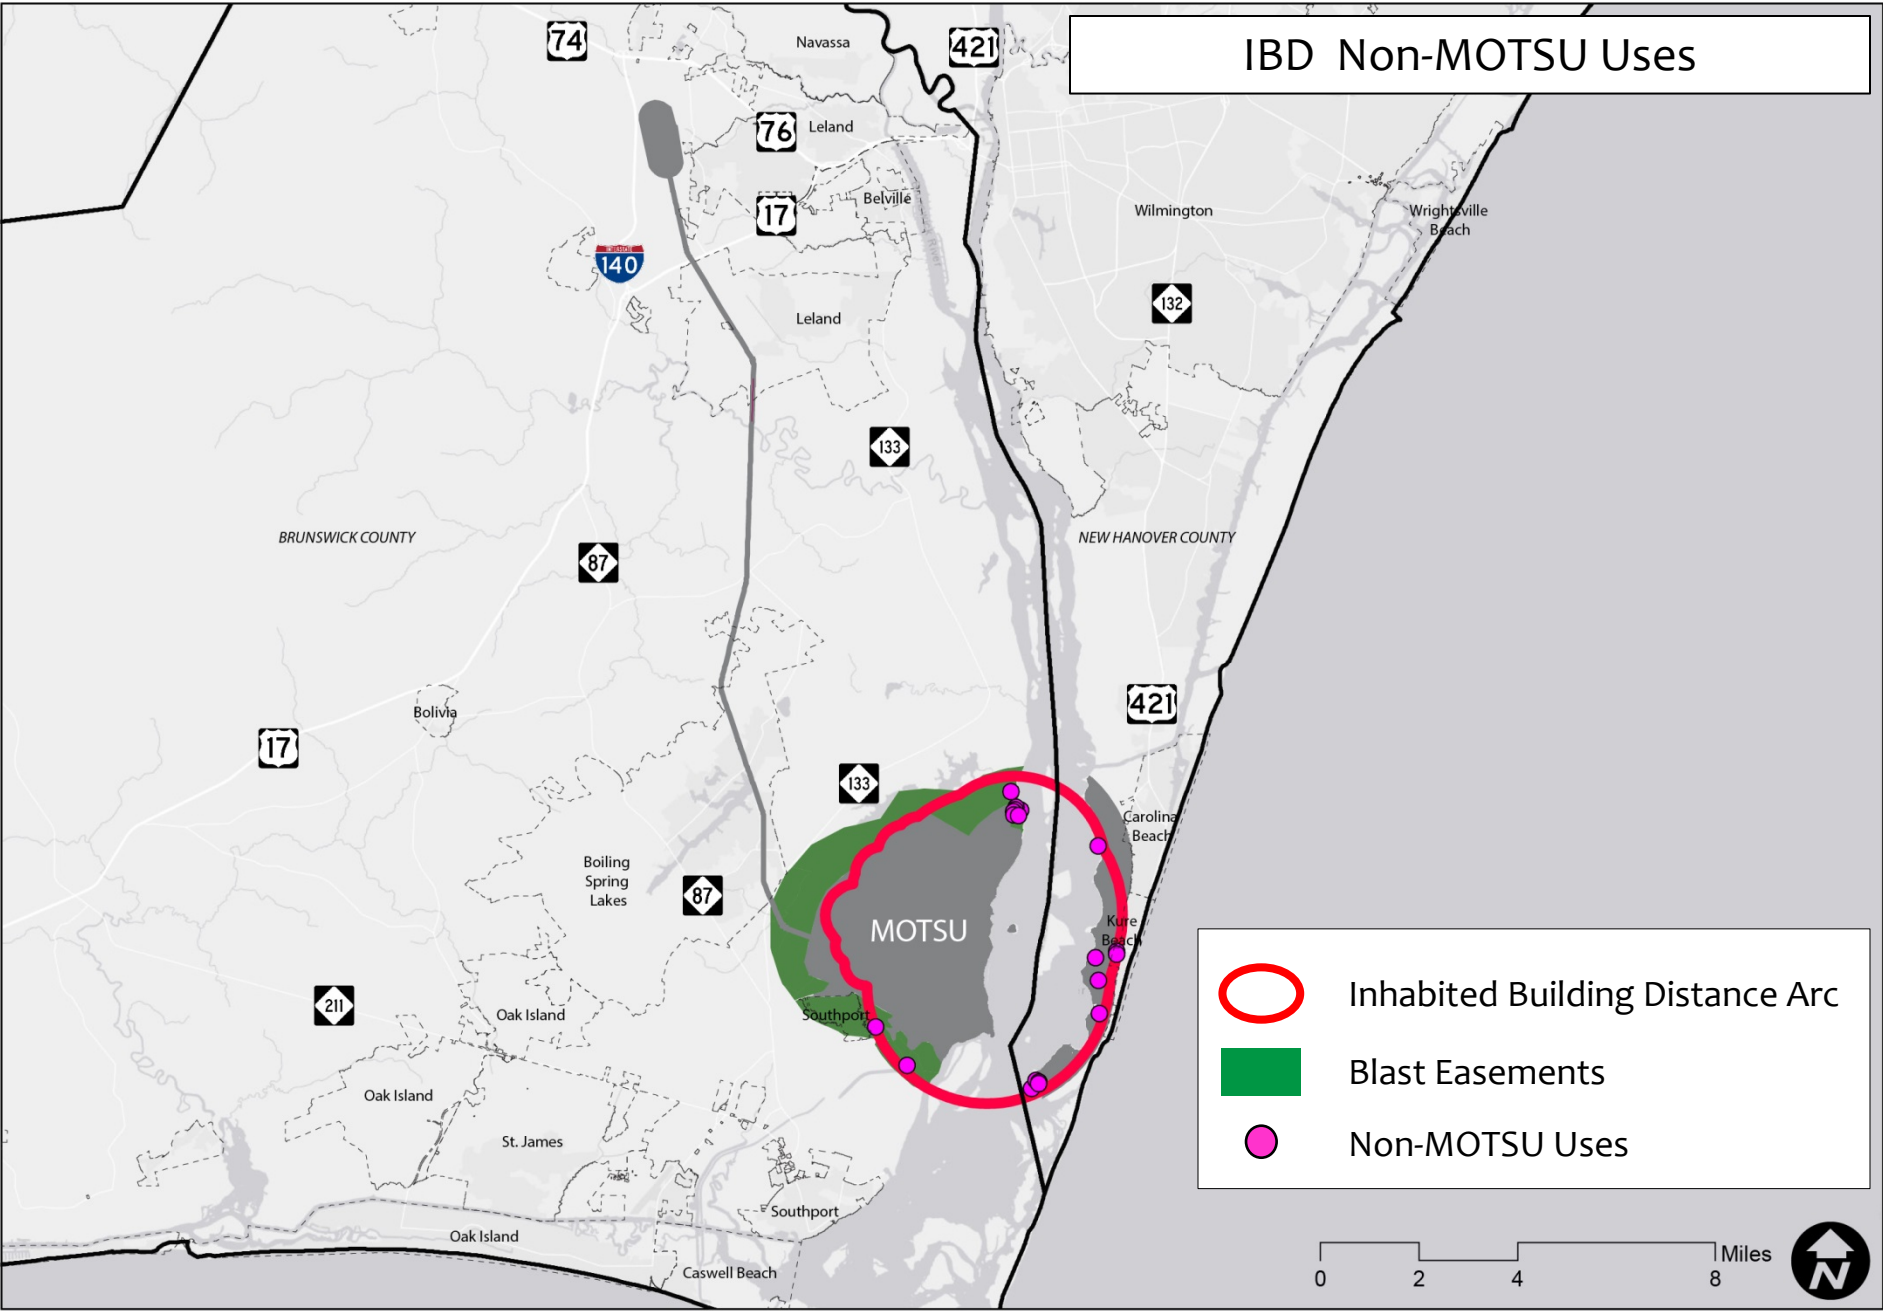 IBD Non-MOTSU Uses
74
Navassa
421
76
Leland
17
Belville
Wilmington
Wrightsville
Beach
INTERSTATE
140
132
Leland
133
BRUNSWICK COUNTY
NEW HANOVER COUNTY
87
Bolivia
421
17
133
Carolina
Beach
Boiling
Spring
Lakes
87
MOTSU
Kure
Beach
211
Oak Island
Southport
Inhabited Building Distance Arc
Blast Easements
Non-MOTSU Uses
Oak Island
St. James
Southport
Oak Island
Caswell Beach
Miles
0
2
4
8
N